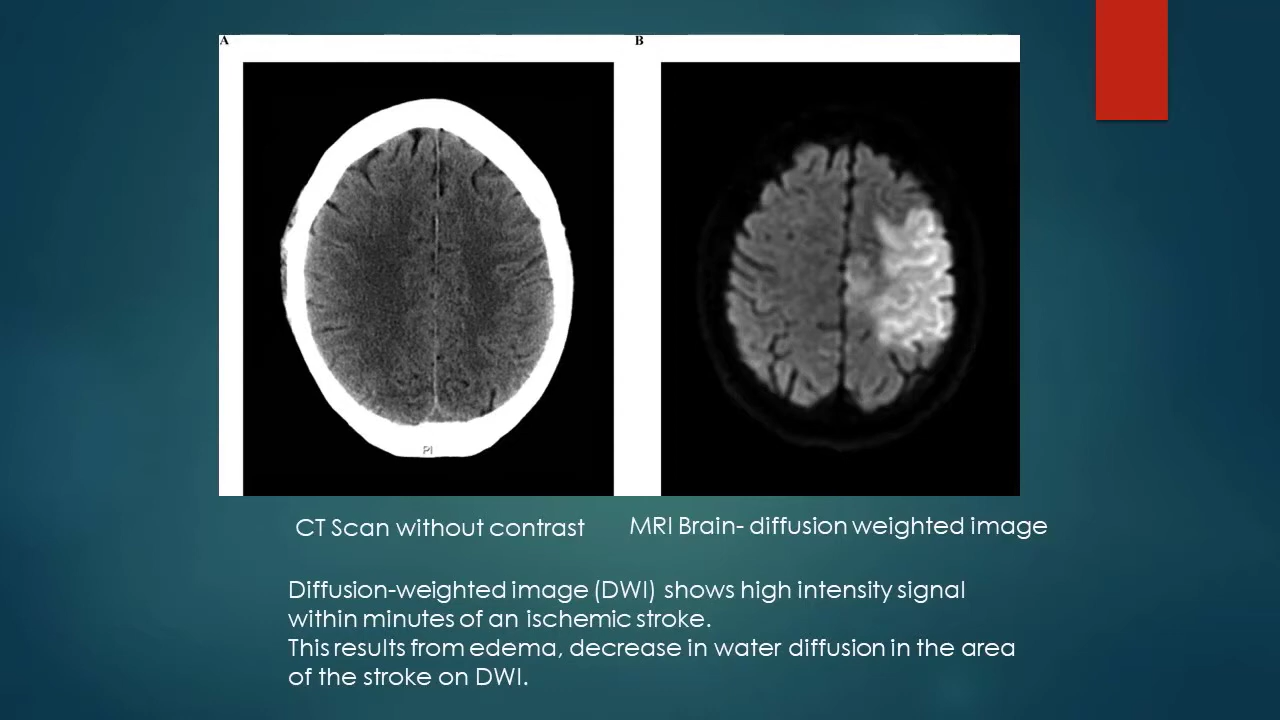 A
B
PI
CT Scan without contrast
MRI Brain- diffusion weighted image
Diffusion-weighted image (DWI) shows high intensity signal
within minutes of an ischemic stroke.
This results from edema, decrease in water diffusion in the area
of the stroke on DWI.